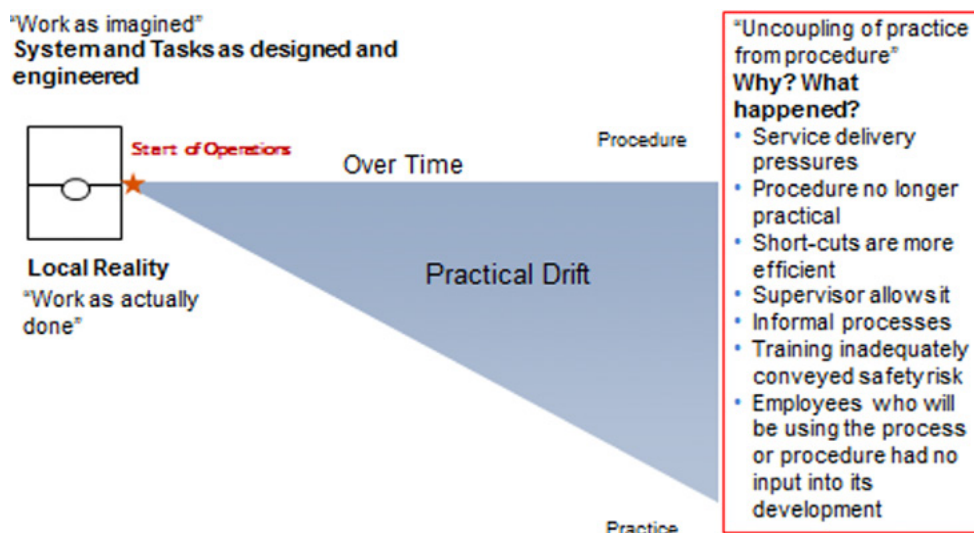 "Work as imagined"
System and Tasks as designed and
engineered
Start of Operations
Over Time
Procedure
Local Reality
"Work as actually
done"
Practical Drift
Practice
"Uncoupling of practice
from procedure"
Why? What
happened?
• Service delivery
pressures
• Procedure no longer
practical
• Short-cuts are more
efficient
• Supervisor allows it
• Informal processes
• Training inadequately
conveyed safety risk
• Employees who will
be using the process
or procedure had no
input into its
development